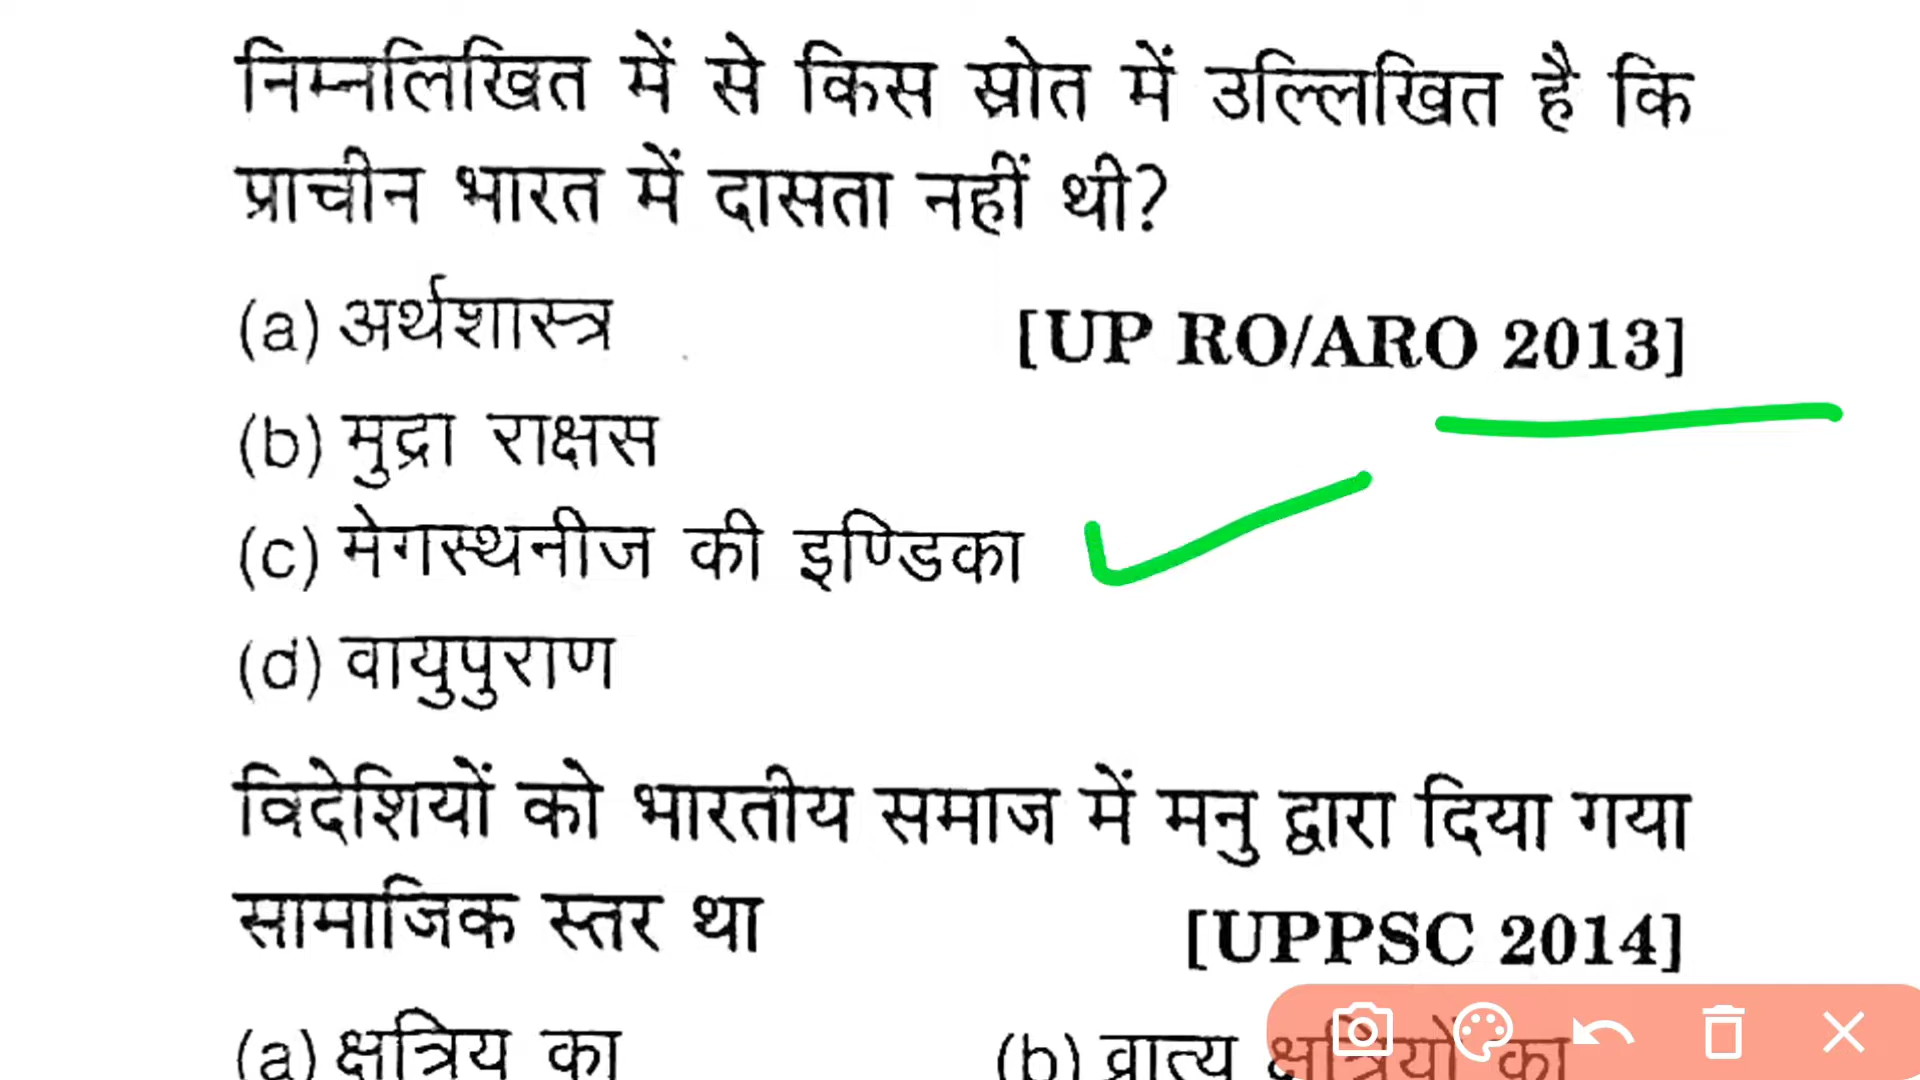 निम्नलिखित में से किस स्रोत में उल्लिखित है कि
प्राचीन भारत में दासता नहीं थी?
(a) अर्थशास्त्र [UP RO/ARO 2013]
(b) मुद्रा राक्षस
(c) मेगस्थनीज की इण्डिका
(d) वायुपुराण
विदेशियों को भारतीय समाज में मनु द्वारा दिया गया
सामाजिक स्तर था [UPPSC 2014]
(a) क्षत्रिय का (b) व्रात्य क्षत्रियों का